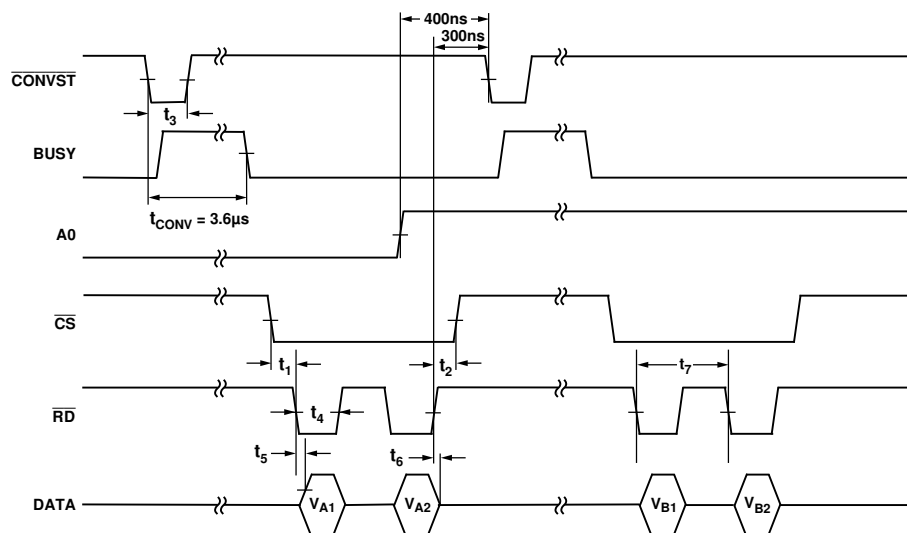 400ns
300ns
CONVST
t3
BUSY
tCONV = 3.6µs
A0
CS
t1
t2
t7
RD
t4
t5
t6
DATA
VA1
VA2
VB1
VB2